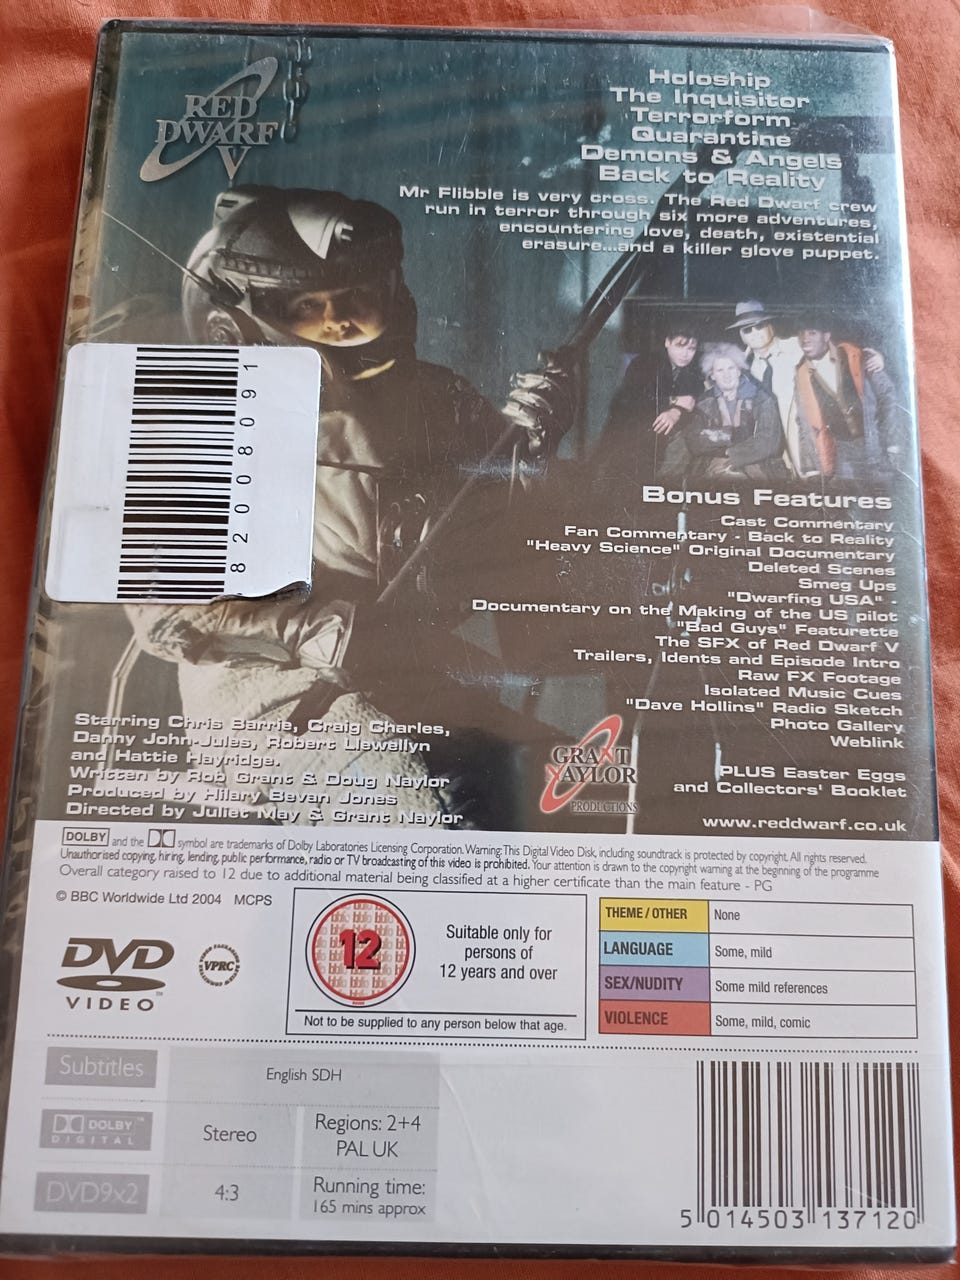 RED
DWARF
V
Holoship
The Inquisitor
Terrorform
Quarantine
Demons & Angels
Back to Reality
Mr Flibble is very cross. The Red Dwarf crew
run in terror through six more adventures,
encountering love, death, existential
erasure...and a killer glove puppet.
82008091
Bonus Features
Cast Commentary
Fan Commentary - Back to Reality
"Heavy Science" Original Documentary
Deleted Scenes
Smeg Ups
"Dwarfing USA" -
Documentary on the Making of the US pilot
"Bad Guys" Featurette
The SFX of Red Dwarf V
Trailers, Idents and Episode Intro
Raw FX Footage
Isolated Music Cues
"Dave Hollins" Radio Sketch
Photo Gallery
Weblink
PLUS Easter Eggs
and Collectors' Booklet
www.reddwarf.co.uk
Starring Chris Barrie, Craig Charles,
Danny John-Jules, Robert Llewellyn
and Hattie Hayridge.
Written by Rob Grant & Doug Naylor
Produced by Hilary Bevan Jones
Directed by Juliet May & Grant Naylor
GRANT
NAYLOR
PRODUCTIONS
DOLBY and the symbol are trademarks of Dolby Laboratories Licensing Corporation. Warning: This Digital Video Disk, including soundtrack is protected by copyright. All rights reserved.
Unauthorised copying, hiring, lending, public performance, radio or TV broadcasting of this video is prohibited. Your attention is drawn to the copyright warning at the beginning of the programme
Overall category raised to 12 due to additional material being classified at a higher certificate than the main feature - PG
© BBC Worldwide Ltd 2004 MCPS
DVD
VIDEO™
VPRC
12
Suitable only for
persons of
12 years and over
Not to be supplied to any person below that age.
THEME / OTHER None
LANGUAGE Some, mild
SEX/NUDITY Some mild references
VIOLENCE Some, mild, comic
Subtitles English SDH
DOLBY™
DIGITAL
Stereo
Regions: 2+4
PAL UK
DVD9x2
4:3
Running time:
165 mins approx
5 014503 137120